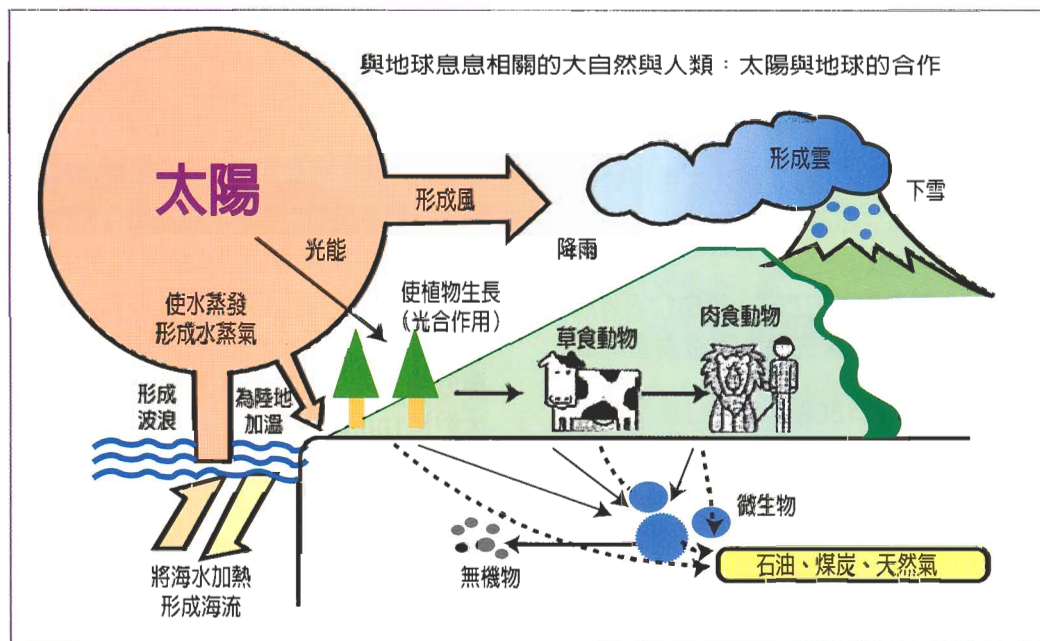 與地球息息相關的大自然與人類：太陽與地球的合作
太陽
形成風
形成雲
下雪
光能
降雨
使水蒸發
形成水蒸氣
使植物生長
（光合作用）
草食動物
肉食動物
形成
波浪
為陸地
加溫
微生物
無機物
石油、煤炭、天然氣
將海水加熱
形成海流